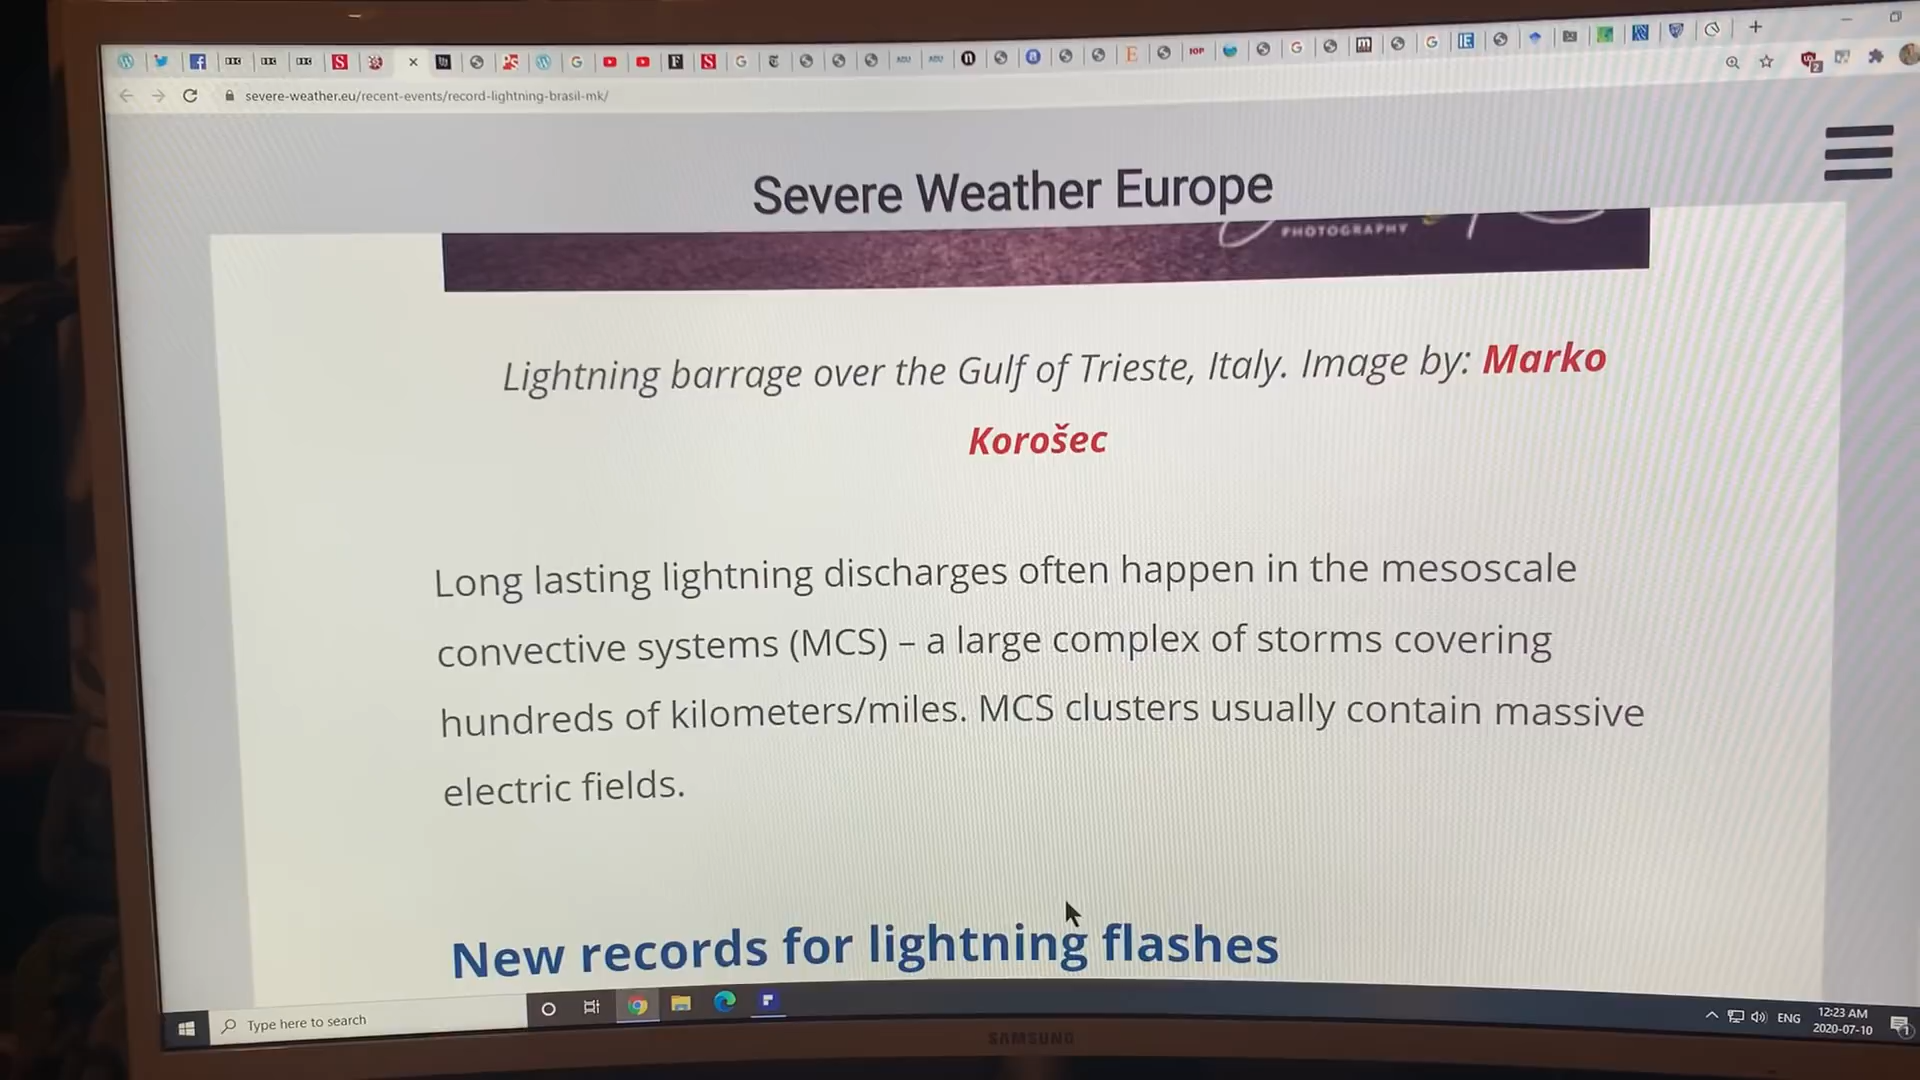 severe-weather.eu/recent-events/record-lightning-brasil-mk/
Severe Weather Europe
PHOTOGRAPHY
Lightning barrage over the Gulf of Trieste, Italy. Image by: Marko
Korošec
Long lasting lightning discharges often happen in the mesoscale
convective systems (MCS) – a large complex of storms covering
hundreds of kilometers/miles. MCS clusters usually contain massive
electric fields.
New records for lightning flashes
Type here to search
ENG
12:23 AM
2020-07-10
SAMSUNG